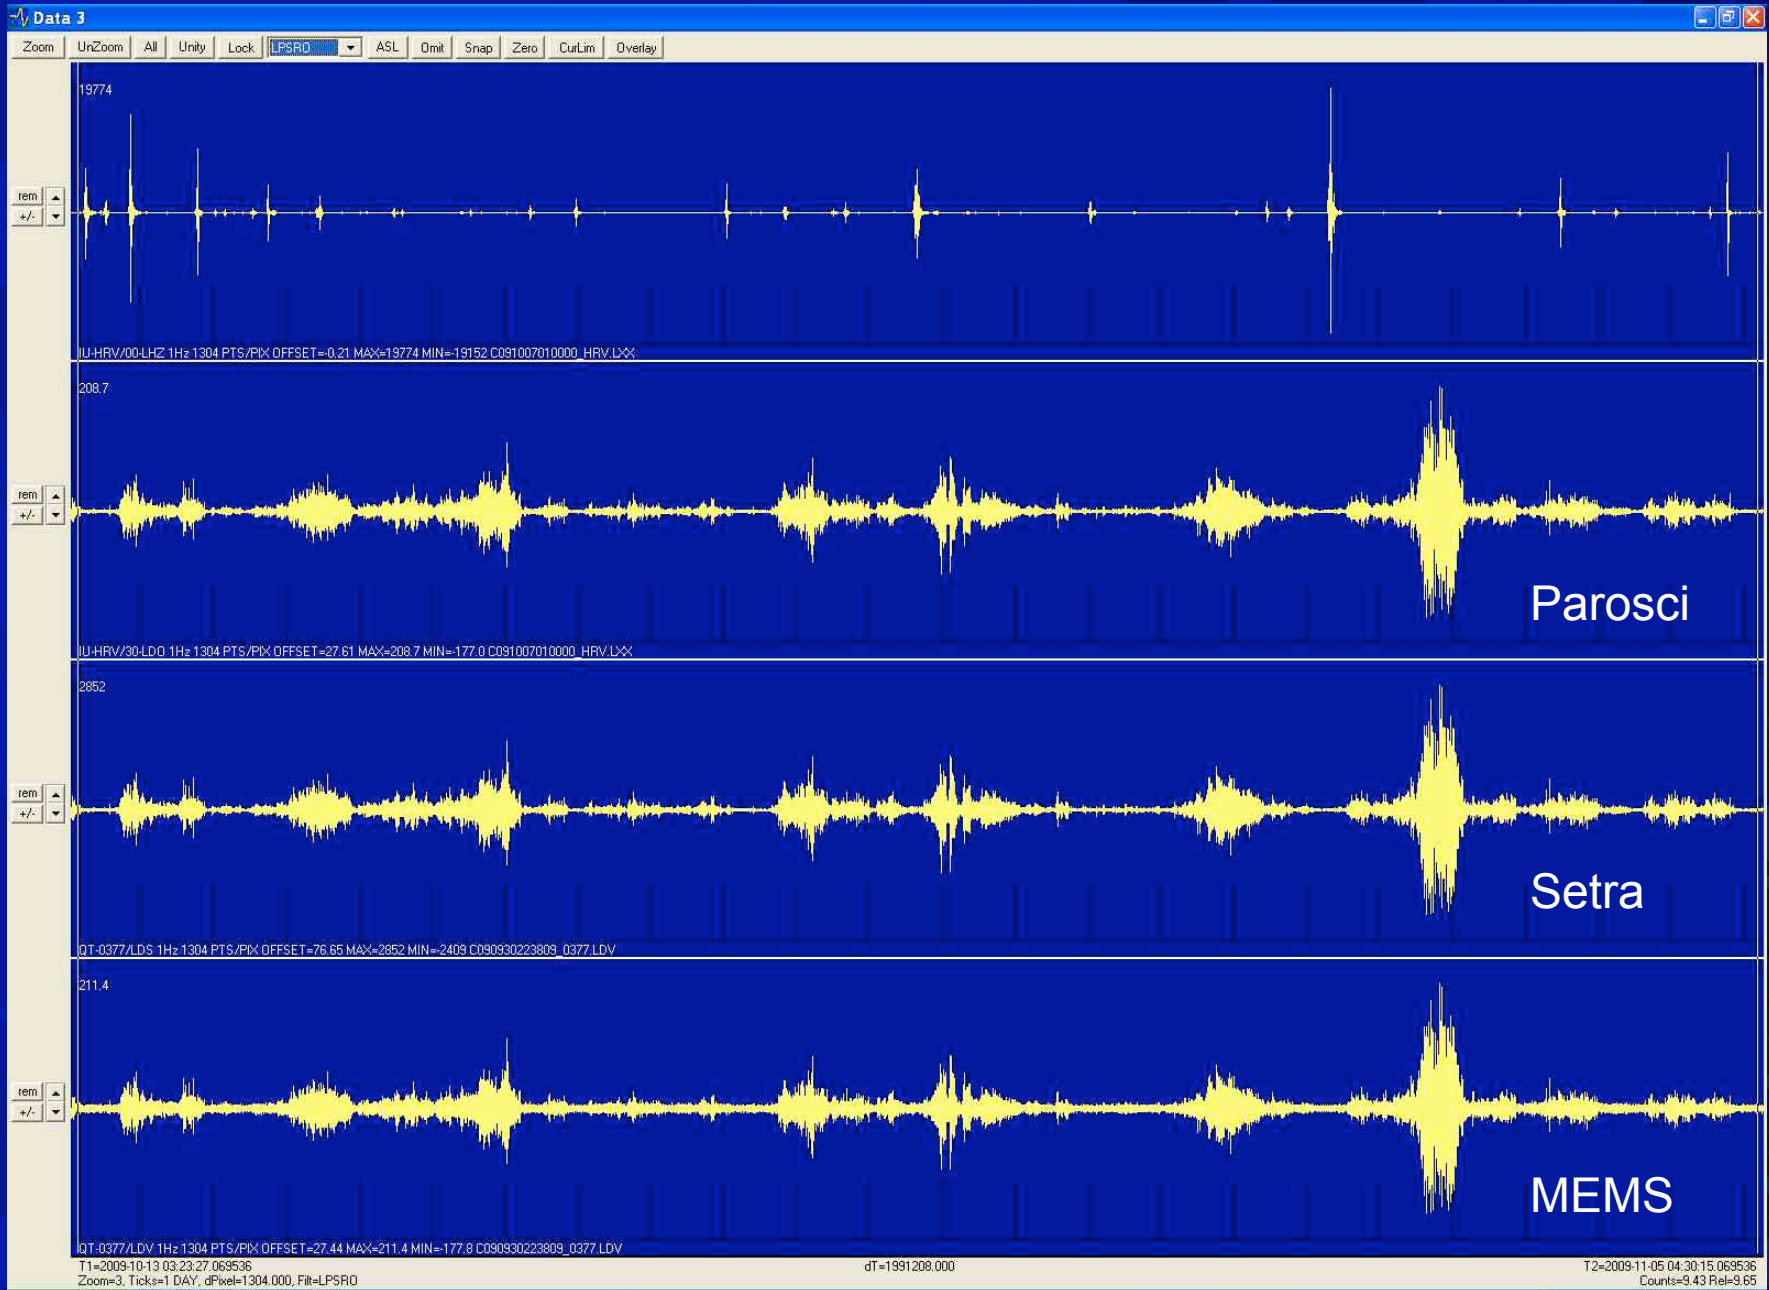 Data 3
Zoom UnZoom All Unity Lock LPSRO ASL Omit Snap Zero CurLim Overlay
19774
rem
+/-
IU-HRV/00-LHZ 1Hz 1304 PTS/PIX OFFSET=-0.21 MAX=19774 MIN=-19152 C091007010000_HRV.LXX
208.7
rem
+/-
Parosci
IU-HRV/30-LDO 1Hz 1304 PTS/PIX OFFSET=27.61 MAX=208.7 MIN=-177.0 C091007010000_HRV.LXX
2852
rem
+/-
Setra
QT-0377/LDS 1Hz 1304 PTS/PIX OFFSET=76.65 MAX=2852 MIN=-2409 C090930223809_0377.LDV
211.4
rem
+/-
MEMS
QT-0377/LDV 1Hz 1304 PTS/PIX OFFSET=27.44 MAX=211.4 MIN=-177.8 C090930223809_0377.LDV
T1=2009-10-13 03:23:27.069536 dT=1991208.000 T2=2009-11-05 04:30:15.069536
Zoom=3, Ticks=1 DAY, dPixel=1304.000, Filt=LPSRO Counts=9.43 Rel=9.65